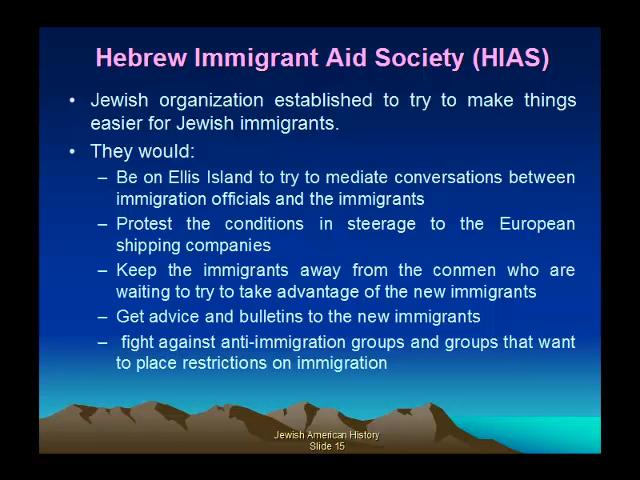 Hebrew Immigrant Aid Society (HIAS)
• Jewish organization established to try to make things
easier for Jewish immigrants.
• They would:
– Be on Ellis Island to try to mediate conversations between
immigration officials and the immigrants
– Protest the conditions in steerage to the European
shipping companies
– Keep the immigrants away from the conmen who are
waiting to try to take advantage of the new immigrants
– Get advice and bulletins to the new immigrants
– fight against anti-immigration groups and groups that want
to place restrictions on immigration
Jewish American History
Slide 15